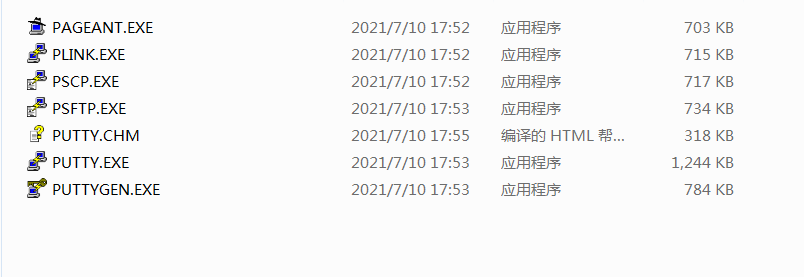 PAGEANT.EXE 2021/7/10 17:52 应用程序 703 KB
PLINK.EXE 2021/7/10 17:52 应用程序 715 KB
PSCP.EXE 2021/7/10 17:52 应用程序 717 KB
PSFTP.EXE 2021/7/10 17:53 应用程序 734 KB
PUTTY.CHM 2021/7/10 17:55 编译的 HTML 帮... 318 KB
PUTTY.EXE 2021/7/10 17:53 应用程序 1,244 KB
PUTTYGEN.EXE 2021/7/10 17:53 应用程序 784 KB